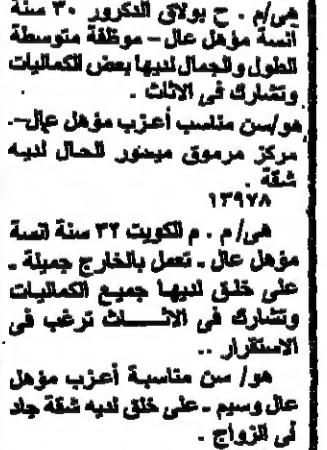 هى/م . ح بولاق الدكرور ٣٠ سنة
آنسة مؤهل عال – موظفة متوسطة
الطول والجمال لديها بعض الكماليات
وتشارك فى الاثاث .
هو/سن مناسب أعزب مؤهل عال–
مركز مرموق ميسور الحال لديه
شقة .
١٣٩٧٨
هى/م . م الكويت ٣٢ سنة آنسة
مؤهل عال ـ تعمل بالخارج جميلة ـ
على خلق لديها جميع الكماليات
وتشارك فى الاثـــاث ترغب فى
الاستقرار ..
هو/ سن مناسبة أعزب مؤهل
عال وسيم ـ على خلق لديه شقة جاد
فى الزواج .